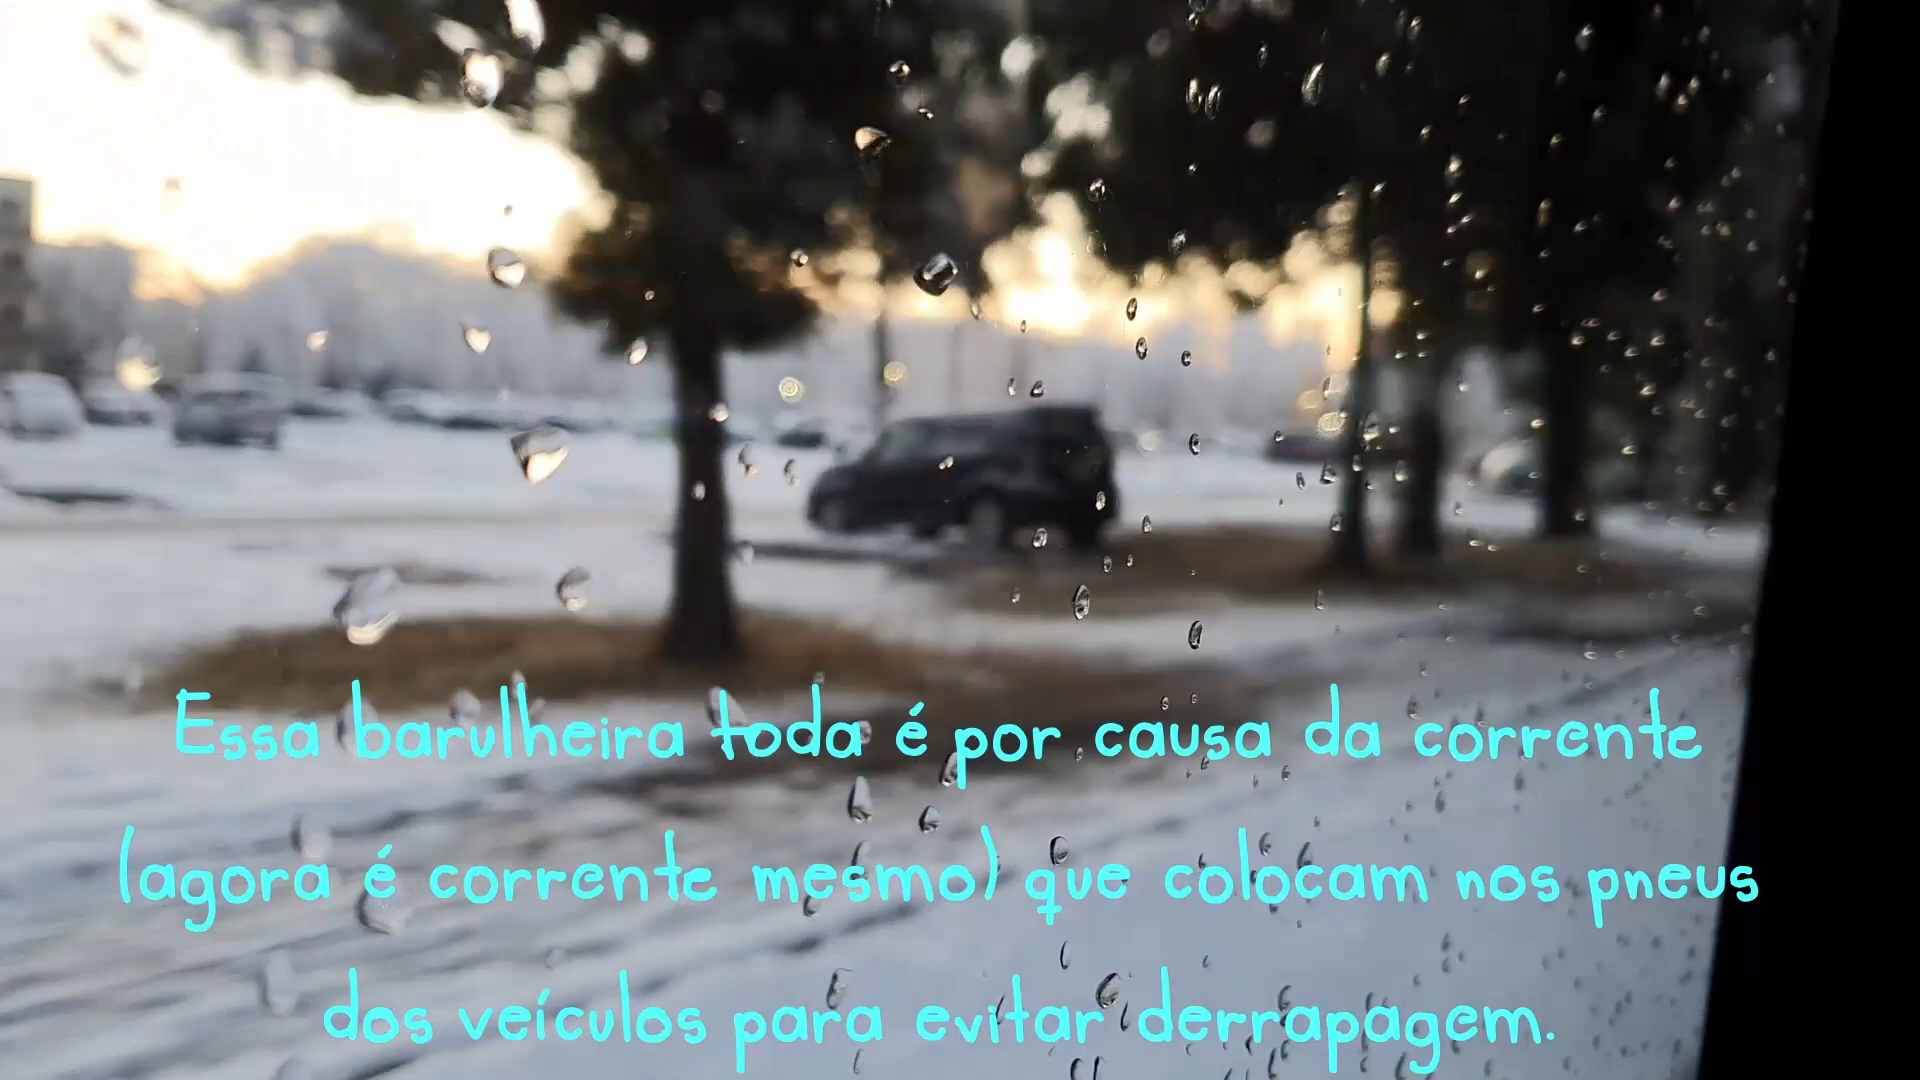 Essa barulheira toda é por causa da corrente
(agora é corrente mesmo) que colocam nos pneus
dos veículos para evitar derrapagem.